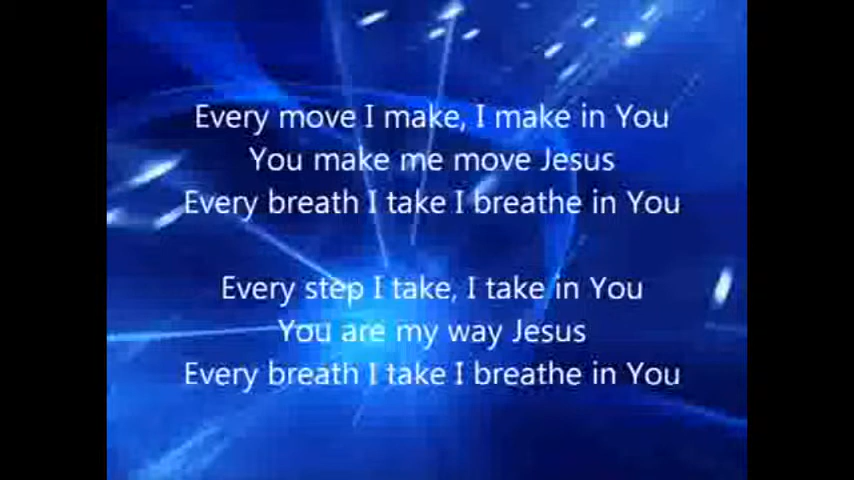 Every move I make, I make in You
You make me move Jesus
Every breath I take I breathe in You
Every step I take, I take in You
You are my way Jesus
Every breath I take I breathe in You